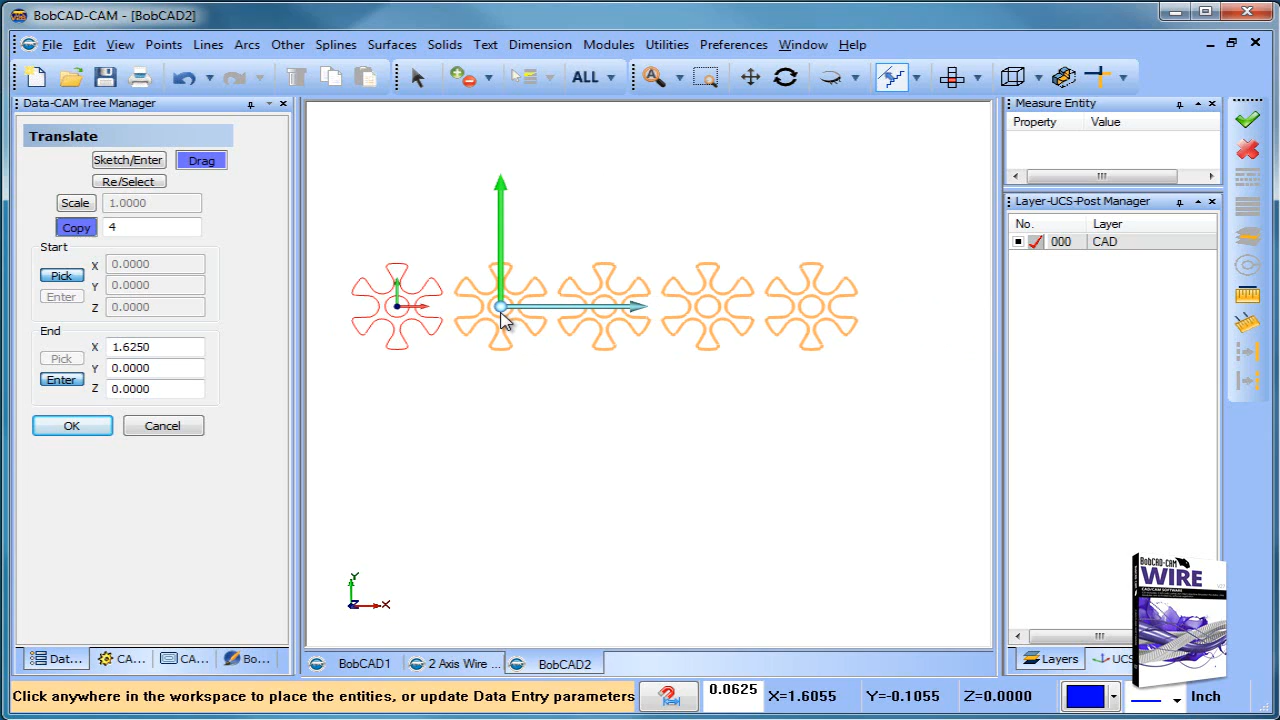 BobCAD-CAM - [BobCAD2]
File Edit View Points Lines Arcs Other Splines Surfaces Solids Text Dimension Modules Utilities Preferences Window Help
ALL
Data-CAM Tree Manager
Translate
Sketch/Enter Drag
Re/Select
Scale 1.0000
Copy 4
Start
Pick X 0.0000
Y 0.0000
Enter
Z 0.0000
End
X 1.6250
Pick
Y 0.0000
Enter
Z 0.0000
OK Cancel
Y
Z X
Measure Entity
Property Value
Layer-UCS-Post Manager
No. Layer
000 CAD
BobCAD-CAM
WIRE
CAD/CAM SOFTWARE
Dat... CA... CA... Bo...
BobCAD1 2 Axis Wire ... BobCAD2
Layers UCS
Click anywhere in the workspace to place the entities, or update Data Entry parameters
0.0625 X=1.6055 Y=-0.1055 Z=0.0000 Inch